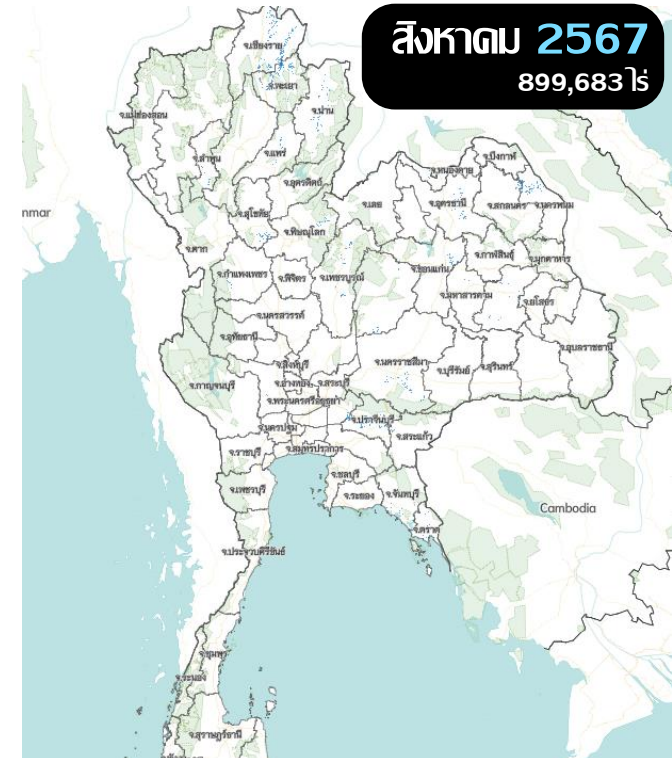 สิงหาคม 2567
899,683 ไร่
จ.เชียงราย
จ.พะเยา
จ.น่าน
จ.แม่ฮ่องสอน
จ.ลำพูน
จ.แพร่
จ.บึงกาฬ
จ.หนองคาย
จ.อุตรดิตถ์
จ.เลย
จ.อุดรธานี
จ.สกลนคร
จ.นครพนม
nmar
จ.สุโขทัย
จ.พิษณุโลก
จ.ตาก
จ.กาฬสินธุ์
จ.มุกดาหาร
จ.กำแพงเพชร
จ.พิจิตร
จ.เพชรบูรณ์
จ.ขอนแก่น
จ.มหาสารคาม
จ.ยโสธร
จ.นครสวรรค์
จ.อุทัยธานี
จ.อุบลราชธานี
จ.สิงห์บุรี
จ.นครราชสีมา
จ.บุรีรัมย์
จ.สุรินทร์
จ.กาญจนบุรี
จ.อ่างทอง
จ.สระบุรี
จ.พระนครศรีอยุธยา
จ.ปราจีนบุรี
จ.นครปฐม
จ.สระแก้ว
จ.ราชบุรี
จ.สมุทรปราการ
จ.ชลบุรี
จ.เพชรบุรี
จ.ระยอง
จ.จันทบุรี
Cambodia
จ.ตราด
จ.ประจวบคีรีขันธ์
จ.ชุมพร
จ.ระนอง
จ.สุราษฎร์ธานี